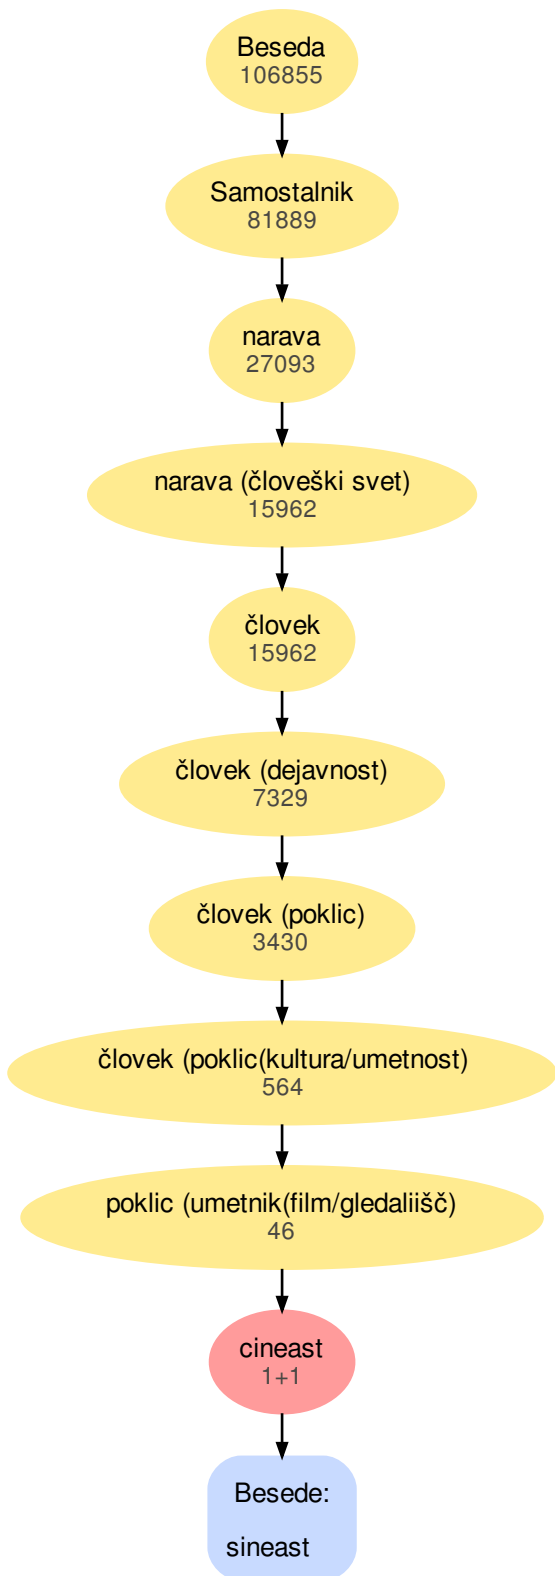 Beseda
106855
Samostalnik
81889
narava
27093
narava (človeški svet)
15962
človek
15962
človek (dejavnost)
7329
človek (poklic)
3430
človek (poklic(kultura/umetnost)
564
poklic (umetnik(film/gledaliišč)
46
cineast
1+1
Besede:
sineast